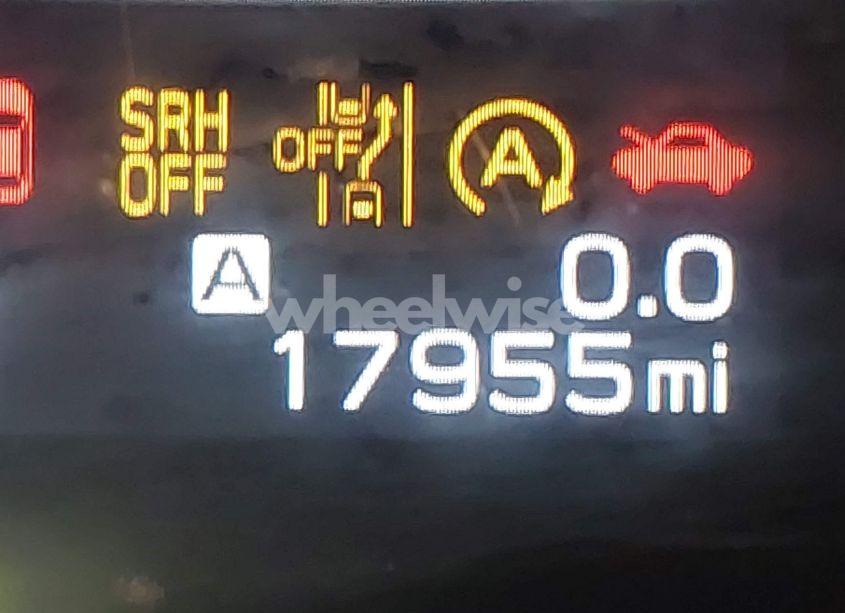 SRH
OFF
OFF
A
A
0.0
wheelwise
17955mi